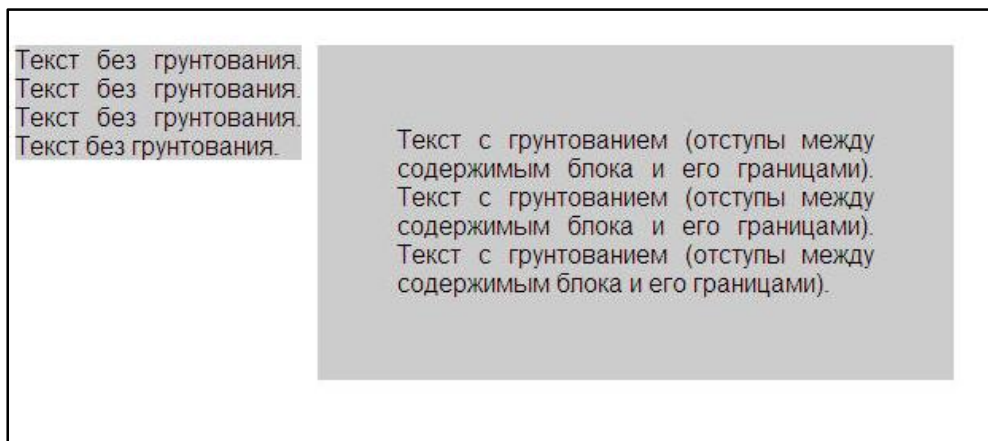 Текст без грунтования.
Текст без грунтования.
Текст без грунтования.
Текст без грунтования.
Текст с грунтованием (отступы между
содержимым блока и его границами).
Текст с грунтованием (отступы между
содержимым блока и его границами).
Текст с грунтованием (отступы между
содержимым блока и его границами).